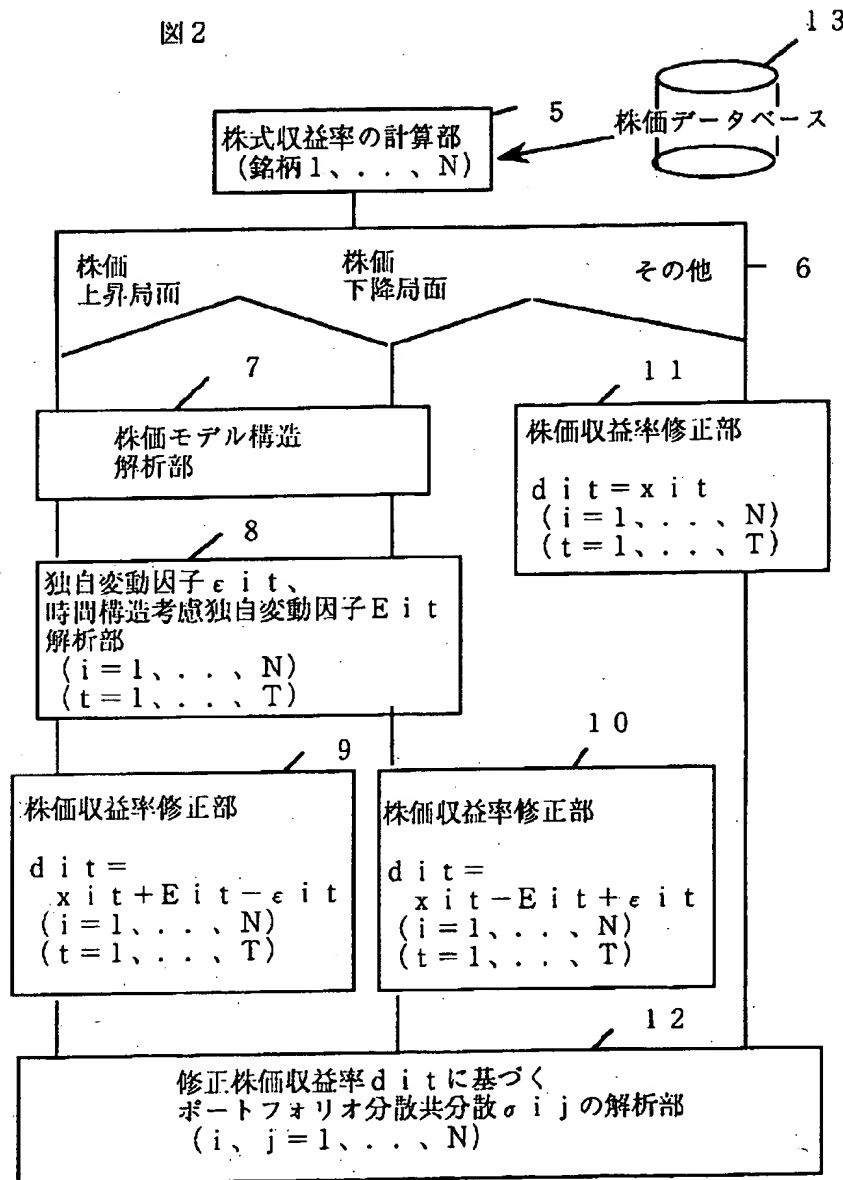 図2
13
5
株価データベース
株式収益率の計算部
(銘柄1、...、N)
株価
上昇局面
株価
下降局面
その他
6
7
株価モデル構造
解析部
11
株価収益率修正部
dit=xit
(i=1、...、N)
(t=1、...、T)
8
独自変動因子εit、
時間構造考慮独自変動因子Eit
解析部
(i=1、...、N)
(t=1、...、T)
9
株価収益率修正部
dit=
xit+Eit-εit
(i=1、...、N)
(t=1、...、T)
10
株価収益率修正部
dit=
xit-Eit+εit
(i=1、...、N)
(t=1、...、T)
12
修正株価収益率ditに基づく
ポートフォリオ分散共分散σijの解析部
(i、j=1、...、N)